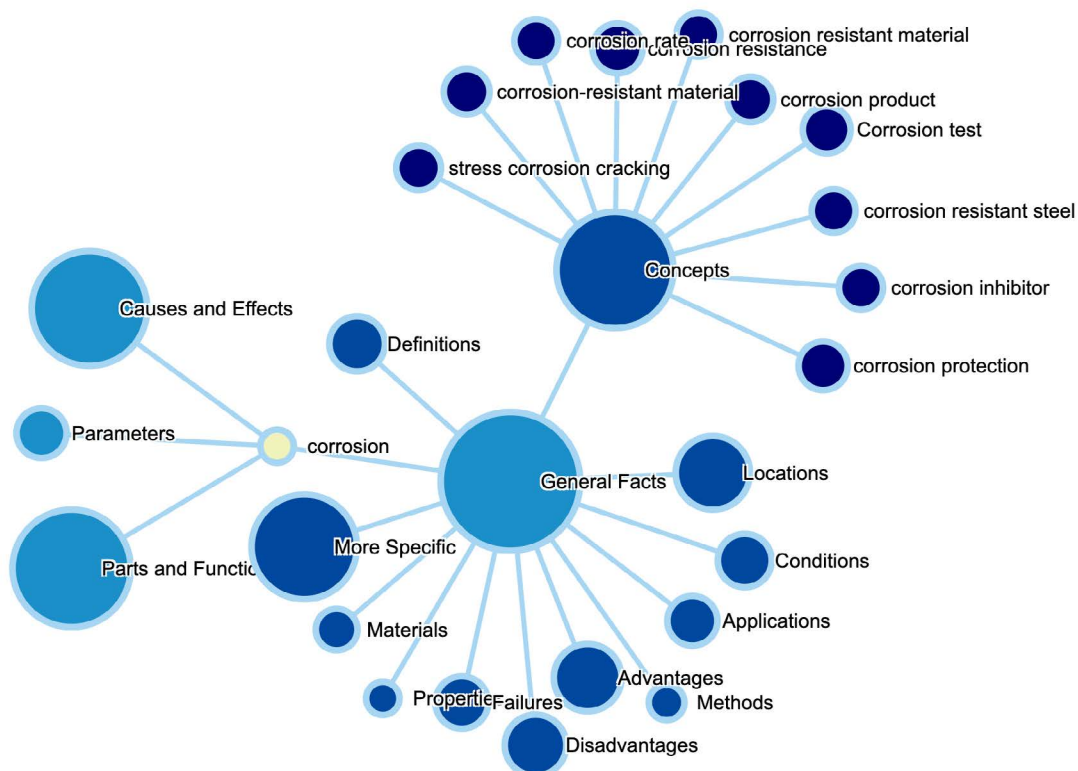 corrosion rate
corrosion resistant material
corrosion resistance
corrosion-resistant material
corrosion product
Corrosion test
stress corrosion cracking
corrosion resistant steel
Concepts
corrosion inhibitor
Causes and Effects
Definitions
corrosion protection
Parameters
corrosion
General Facts
Locations
More Specific
Parts and Functio
Conditions
Materials
Applications
Advantages
Propertie
Failures
Methods
Disadvantages